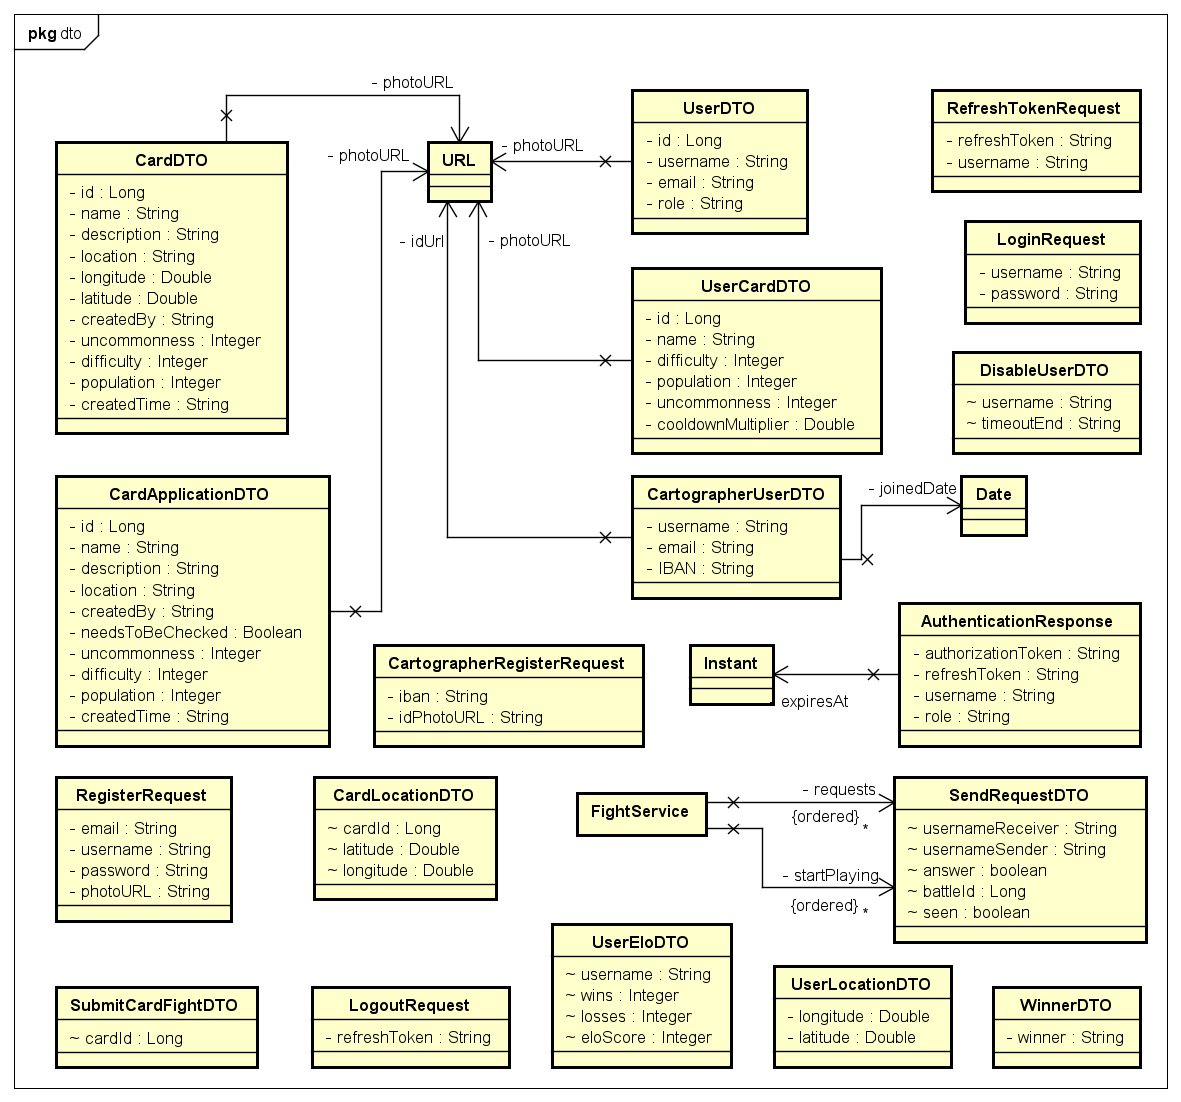 pkg dto
- photoURL
CardDTO
- id : Long
- name : String
- description : String
- location : String
- longitude : Double
- latitude : Double
- createdBy : String
- uncommonness : Integer
- difficulty : Integer
- population : Integer
- createdTime : String
- photoURL
URL
- photoURL
- idUrl
- photoURL
UserDTO
- id : Long
- username : String
- email : String
- role : String
RefreshTokenRequest
- refreshToken : String
- username : String
LoginRequest
- username : String
- password : String
UserCardDTO
- id : Long
- name : String
- difficulty : Integer
- population : Integer
- uncommonness : Integer
- cooldownMultiplier : Double
DisableUserDTO
~ username : String
~ timeoutEnd : String
CardApplicationDTO
- id : Long
- name : String
- description : String
- location : String
- createdBy : String
- needsToBeChecked : Boolean
- uncommonness : Integer
- difficulty : Integer
- population : Integer
- createdTime : String
CartographerUserDTO
- username : String
- email : String
- IBAN : String
- joinedDate
Date
CartographerRegisterRequest
- iban : String
- idPhotoURL : String
Instant
- expiresAt
AuthenticationResponse
- authorizationToken : String
- refreshToken : String
- username : String
- role : String
RegisterRequest
- email : String
- username : String
- password : String
- photoURL : String
CardLocationDTO
~ cardId : Long
~ latitude : Double
~ longitude : Double
FightService
- requests
{ordered} *
- startPlaying
{ordered} *
SendRequestDTO
~ usernameReceiver : String
~ usernameSender : String
~ answer : boolean
~ battleId : Long
~ seen : boolean
SubmitCardFightDTO
~ cardId : Long
LogoutRequest
- refreshToken : String
UserEloDTO
~ username : String
~ wins : Integer
~ losses : Integer
~ eloScore : Integer
UserLocationDTO
- longitude : Double
- latitude : Double
WinnerDTO
- winner : String